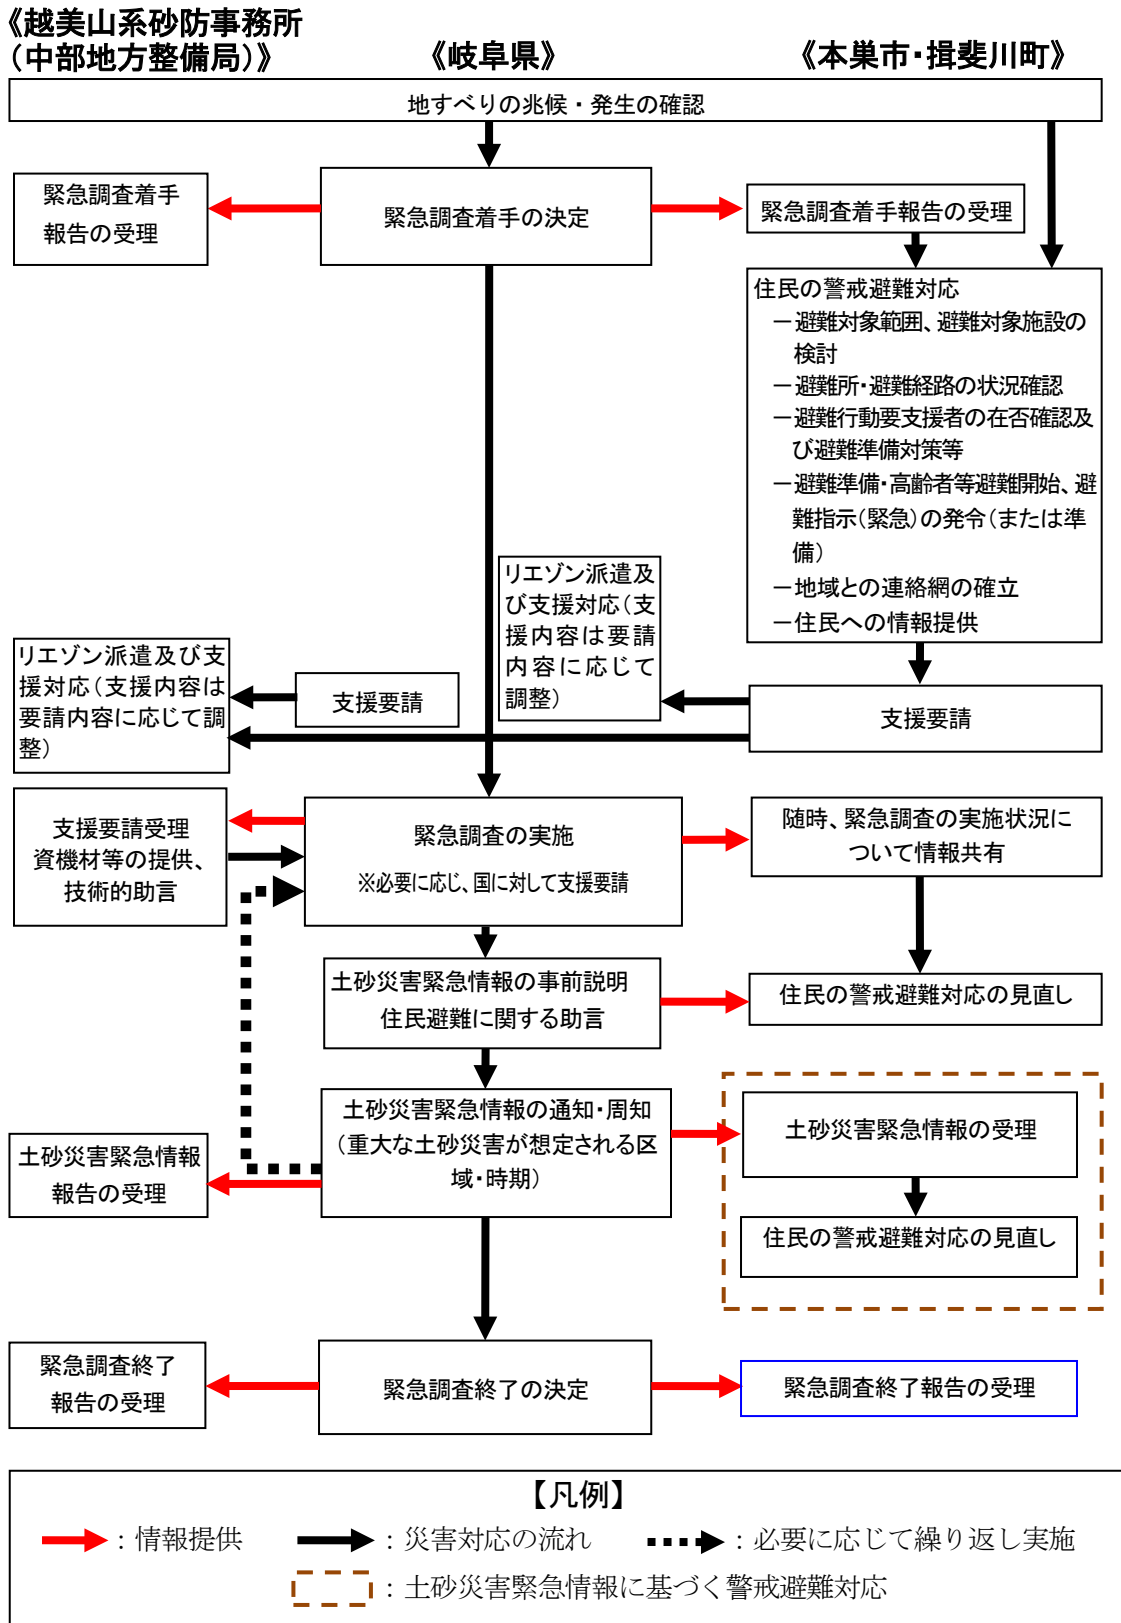 《越美山系砂防事務所
(中部地方整備局)》
《岐阜県》
《本巣市・揖斐川町》
地すべりの兆候・発生の確認
緊急調査着手
報告の受理
緊急調査着手の決定
緊急調査着手報告の受理
住民の警戒避難対応
－避難対象範囲、避難対象施設の
検討
－避難所・避難経路の状況確認
－避難行動要支援者の在否確認及
び避難準備対策等
－避難準備・高齢者等避難開始、避
難指示(緊急)の発令(または準
備)
－地域との連絡網の確立
－住民への情報提供
リエゾン派遣及
び支援対応(支
援内容は要請
内容に応じて
調整)
リエゾン派遣及び支
援対応(支援内容は
要請内容に応じて調
整)
支援要請
支援要請
支援要請受理
資機材等の提供、
技術的助言
緊急調査の実施
※必要に応じ、国に対して支援要請
随時、緊急調査の実施状況に
ついて情報共有
土砂災害緊急情報の事前説明
住民避難に関する助言
住民の警戒避難対応の見直し
土砂災害緊急情報の通知・周知
(重大な土砂災害が想定される区
域・時期)
土砂災害緊急情報
報告の受理
土砂災害緊急情報の受理
住民の警戒避難対応の見直し
緊急調査終了
報告の受理
緊急調査終了の決定
緊急調査終了報告の受理
【凡例】
：情報提供
：災害対応の流れ
：必要に応じて繰り返し実施
：土砂災害緊急情報に基づく警戒避難対応